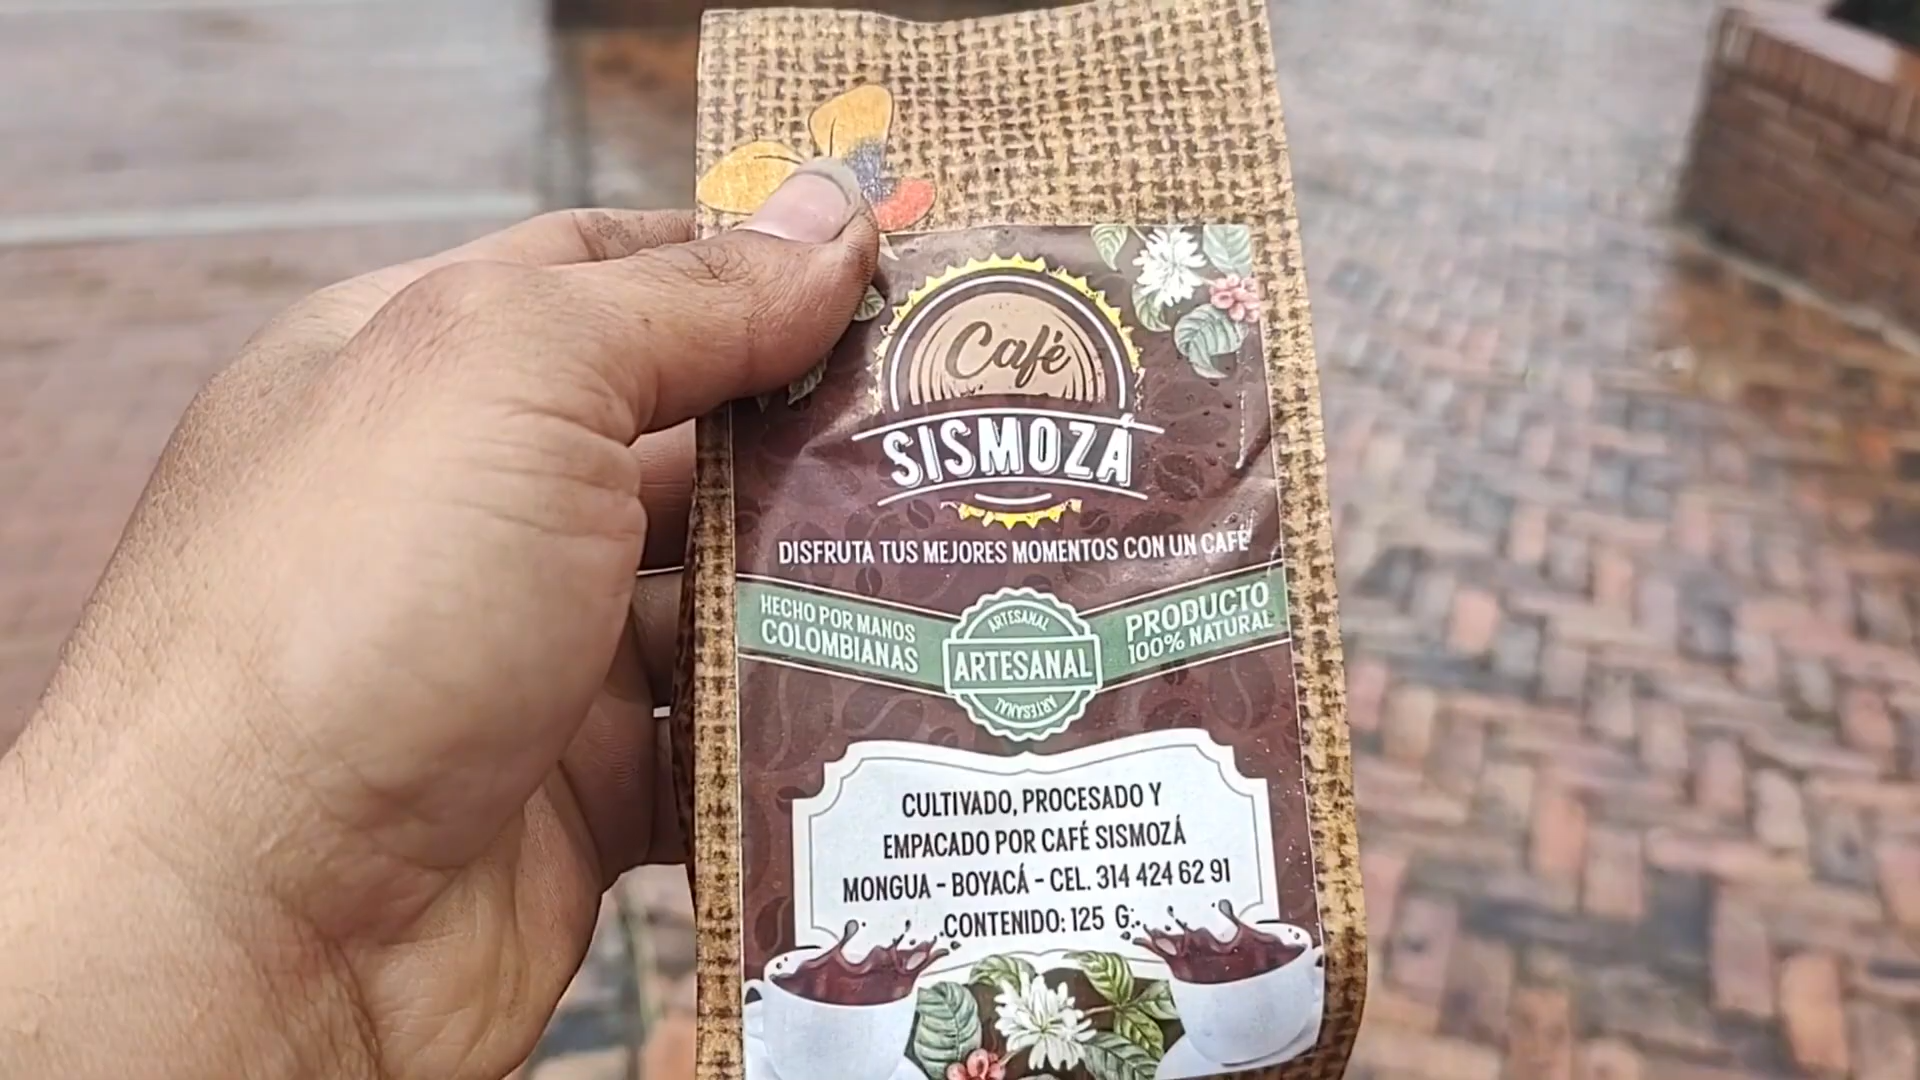 Café
SISMOZÁ
DISFRUTA TUS MEJORES MOMENTOS CON UN CAFÉ
HECHO POR MANOS
COLOMBIANAS
ARTESANAL
ARTESANAL
ARTESANAL
PRODUCTO
100% NATURAL
CULTIVADO, PROCESADO Y
EMPACADO POR CAFÉ SISMOZÁ
MONGUA - BOYACÁ - CEL. 314 424 62 91
CONTENIDO: 125 G.